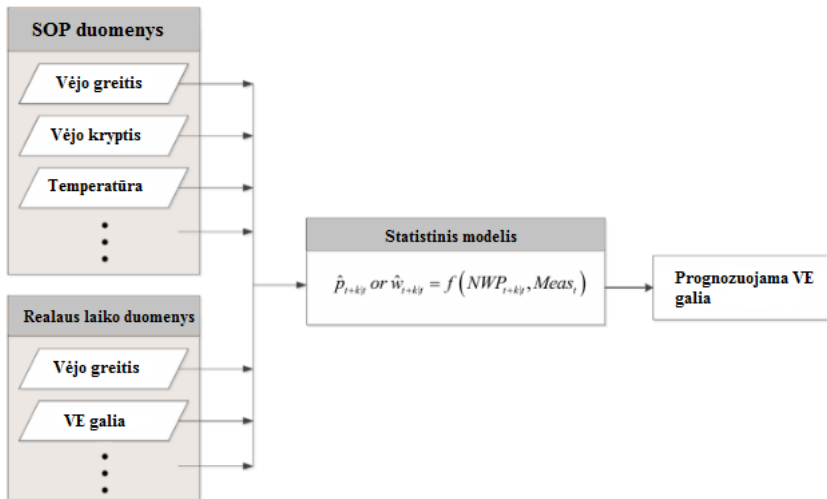 SOP duomenys
Vėjo greitis
Vėjo kryptis
Temperatūra
Realaus laiko duomenys
Vėjo greitis
VE galia
Statistinis modelis
p̂ₜ₊ₖ|ₜ or ŵₜ₊ₖ|ₜ = f(NWPₜ₊ₖ|ₜ, Measₜ)
Prognozuojama VE
galia